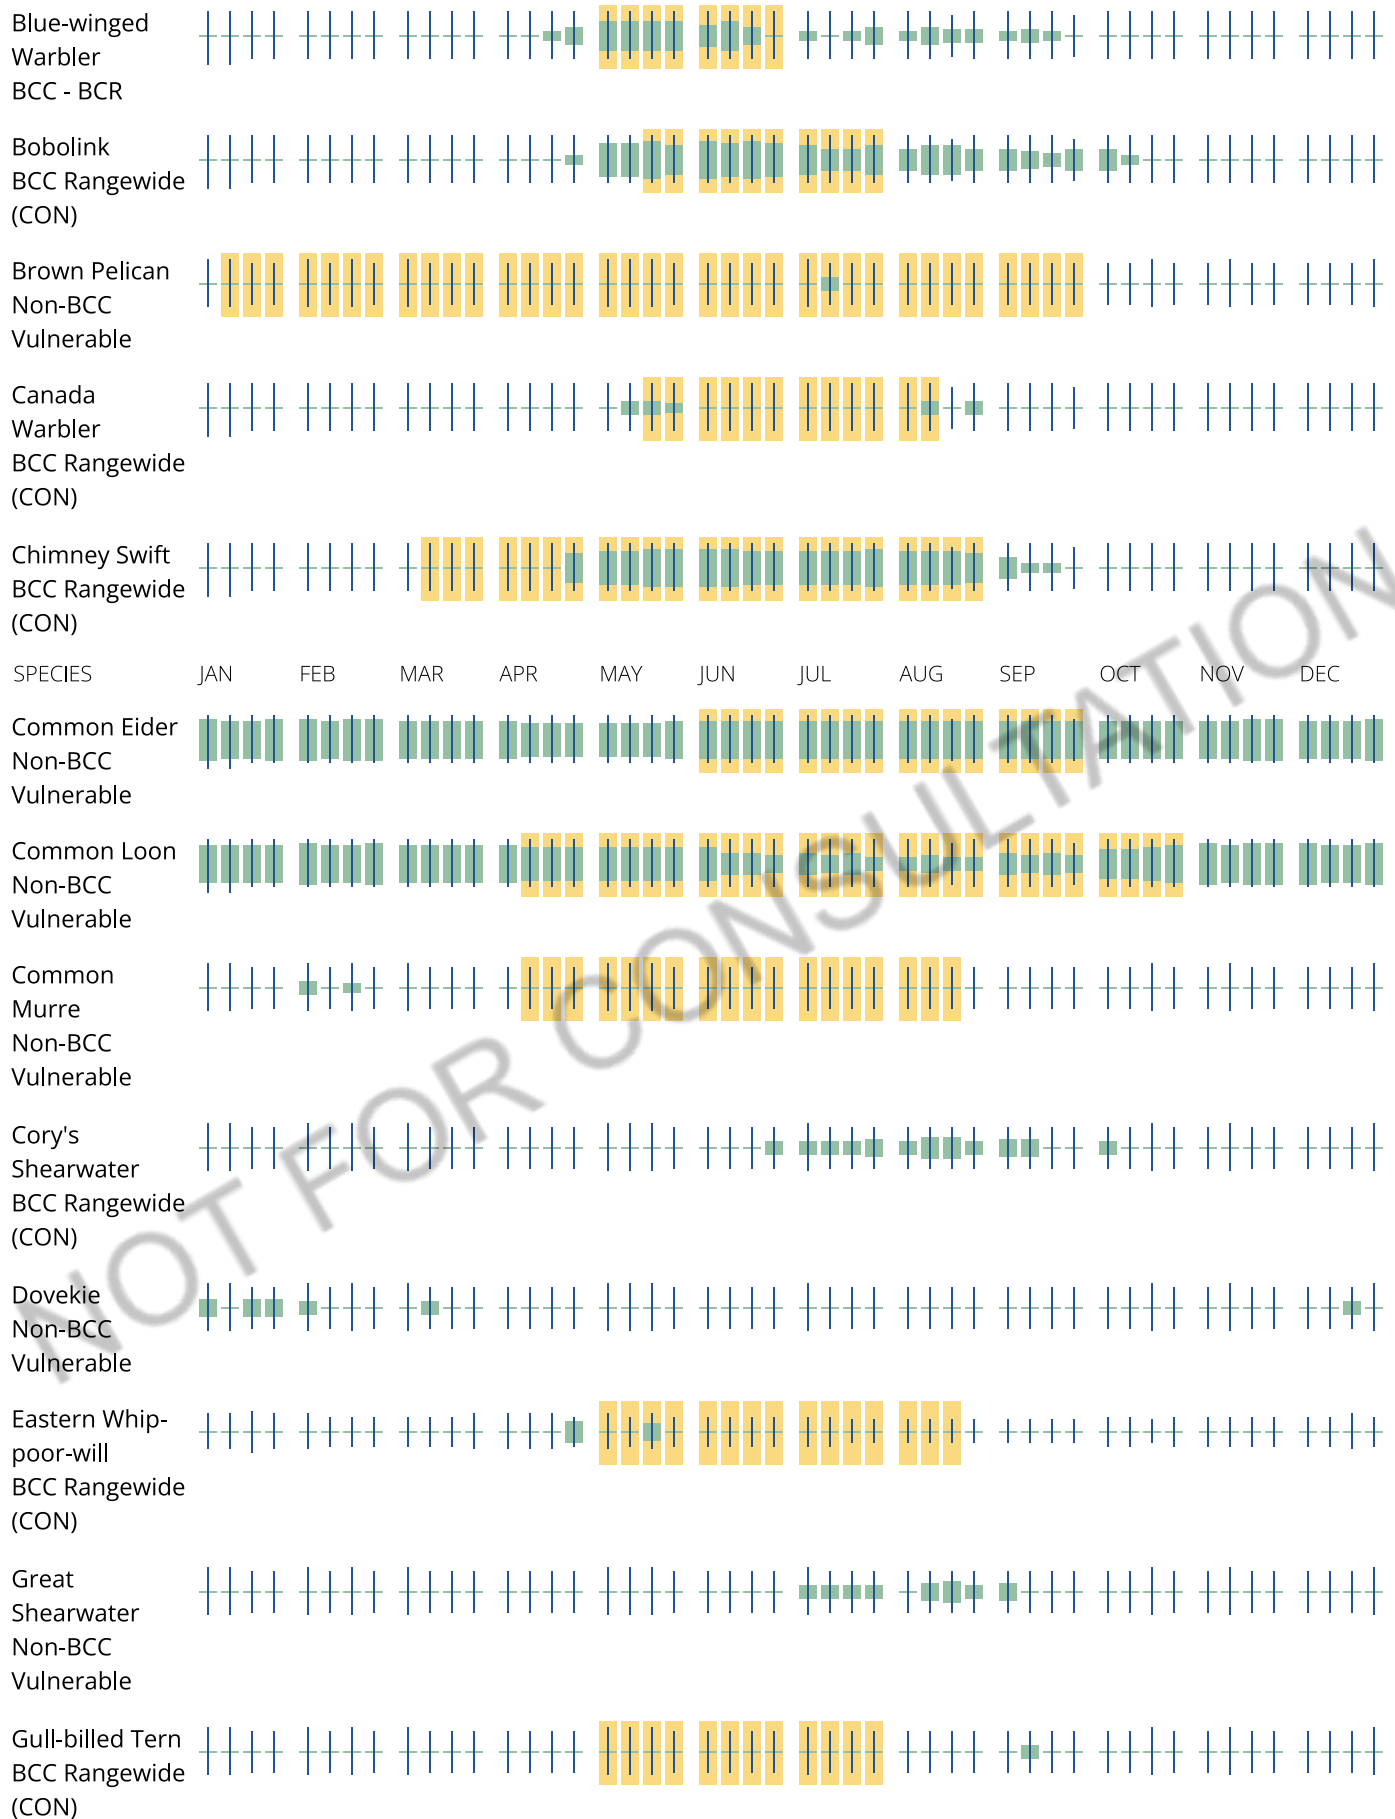 Blue-winged
Warbler
BCC - BCR
Bobolink
BCC Rangewide
(CON)
Brown Pelican
Non-BCC
Vulnerable
Canada
Warbler
BCC Rangewide
(CON)
Chimney Swift
BCC Rangewide
(CON)
SPECIES JAN FEB MAR APR MAY JUN JUL AUG SEP OCT NOV DEC
Common Eider
Non-BCC
Vulnerable
Common Loon
Non-BCC
Vulnerable
Common
Murre
Non-BCC
Vulnerable
Cory's
Shearwater
BCC Rangewide
(CON)
Dovekie
Non-BCC
Vulnerable
Eastern Whip-
poor-will
BCC Rangewide
(CON)
Great
Shearwater
Non-BCC
Vulnerable
Gull-billed Tern
BCC Rangewide
(CON)
NOT FOR CONSULTATION